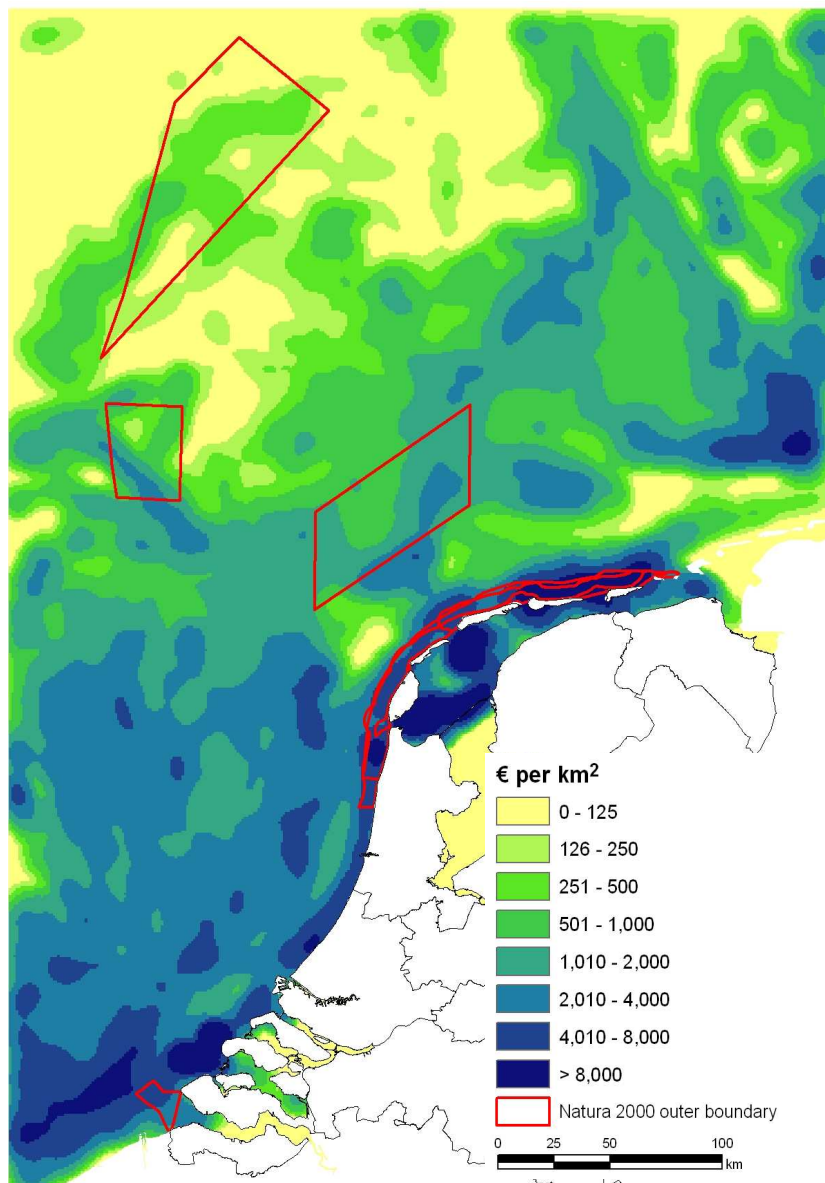 € per km²
0 - 125
126 - 250
251 - 500
501 - 1,000
1,010 - 2,000
2,010 - 4,000
4,010 - 8,000
> 8,000
Natura 2000 outer boundary
0 25 50 100
km